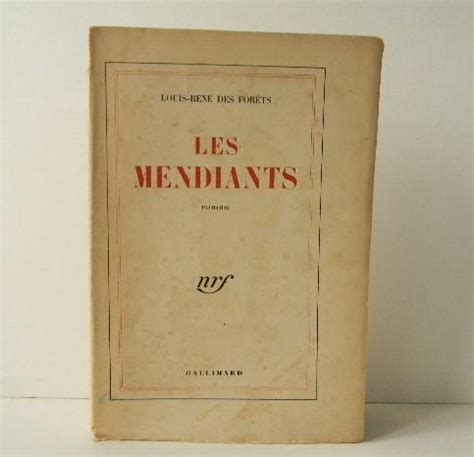 LOUIS-RENÉ DES FORÊTS
LES
MENDIANTS
roman
nrf
GALLIMARD